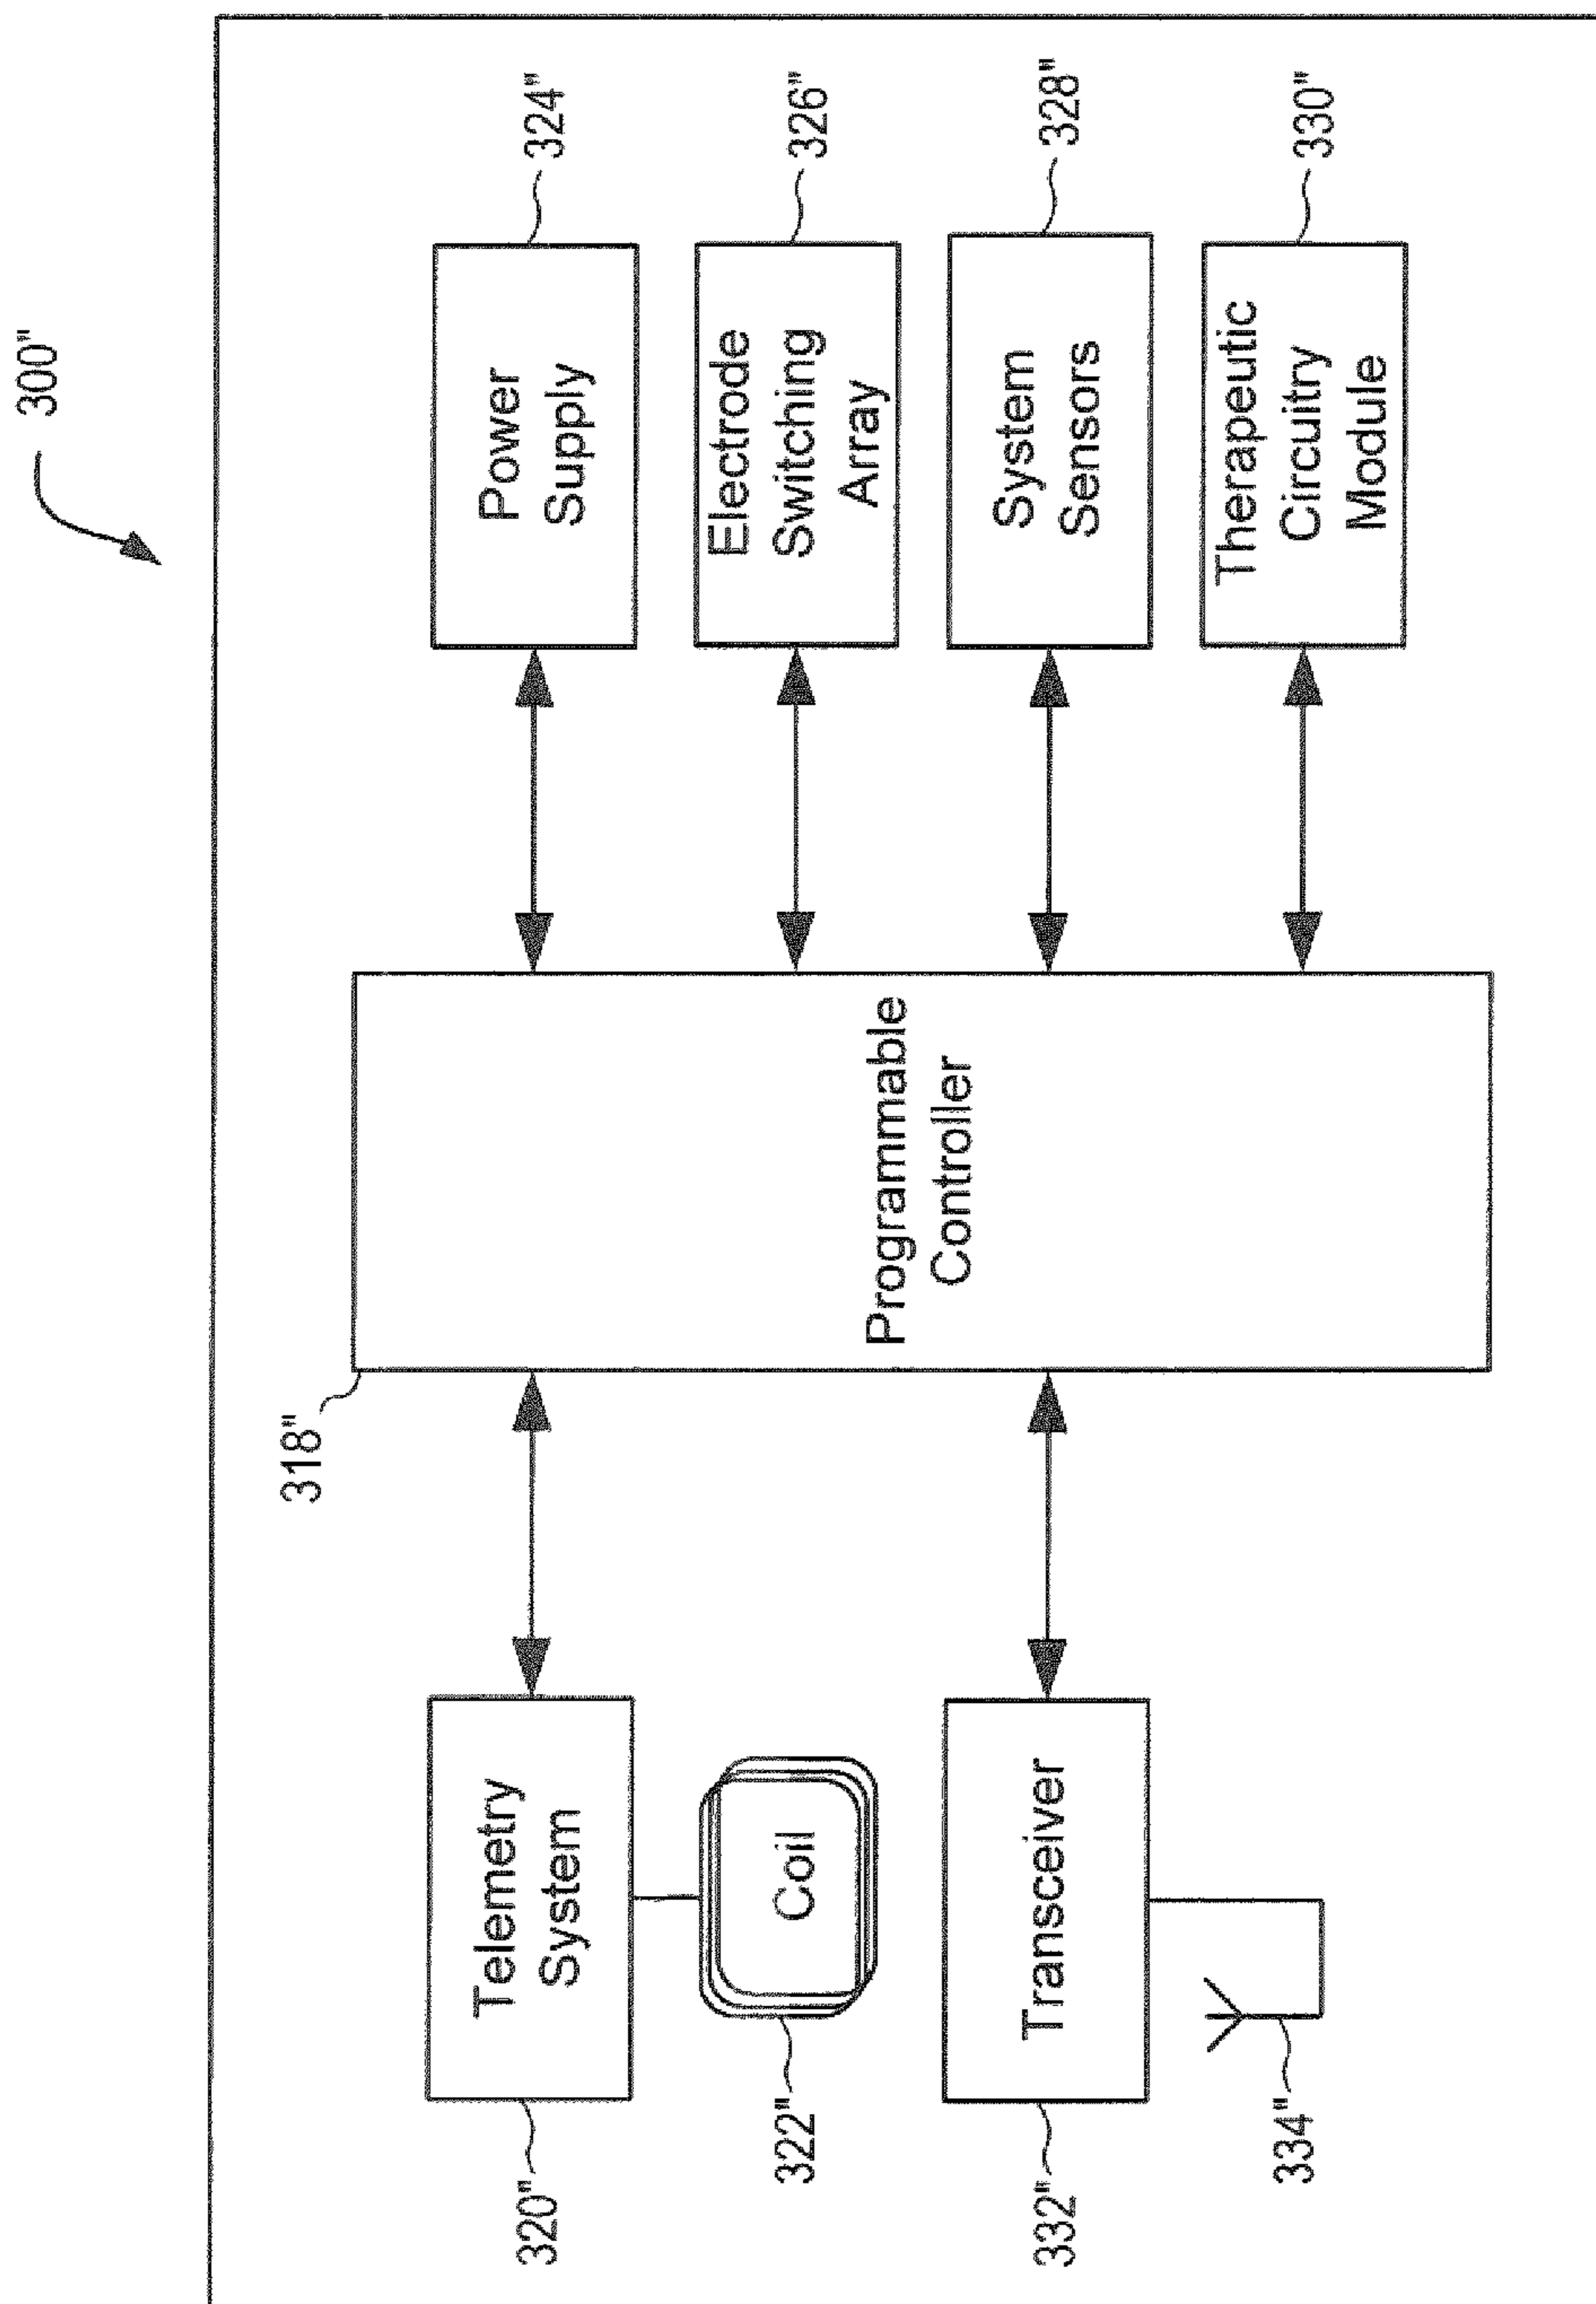 300"
318"
320"
Telemetry
System
322"
Coil
332"
Transceiver
334"
Programmable
Controller
Power
Supply
324"
Electrode
Switching
Array
326"
System
Sensors
328"
Therapeutic
Circuitry
Module
330"